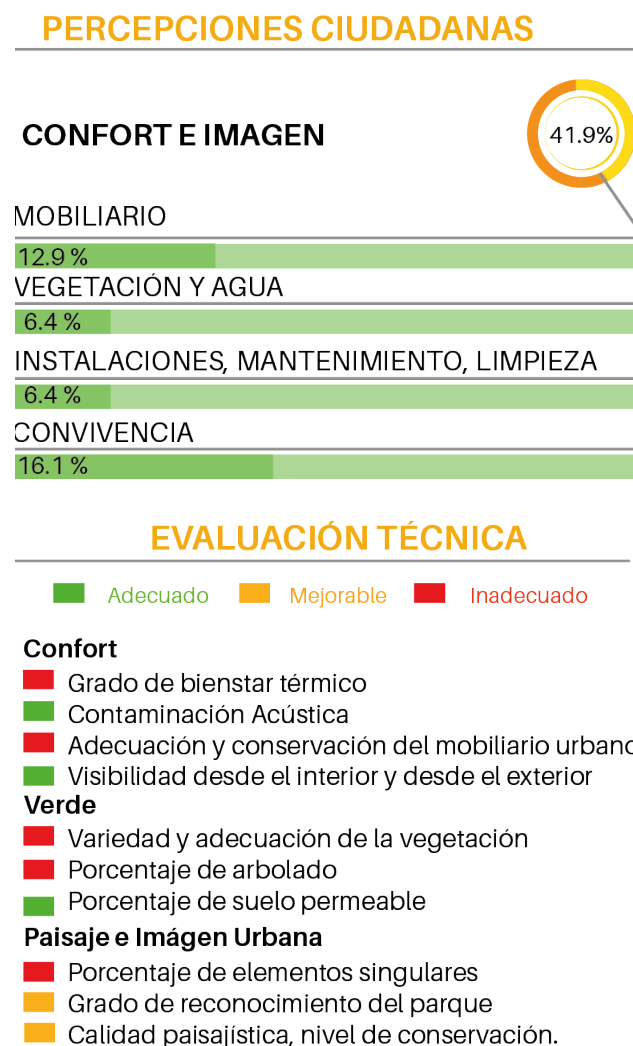 PERCEPCIONES CIUDADANAS
CONFORT E IMAGEN
41.9%
MOBILIARIO
12.9 %
VEGETACIÓN Y AGUA
6.4 %
INSTALACIONES, MANTENIMIENTO, LIMPIEZA
6.4 %
CONVIVENCIA
16.1 %
EVALUACIÓN TÉCNICA
Adecuado Mejorable Inadecuado
Confort
Grado de bienstar térmico
Contaminación Acústica
Adecuación y conservación del mobiliario urbano
Visibilidad desde el interior y desde el exterior
Verde
Variedad y adecuación de la vegetación
Porcentaje de arbolado
Porcentaje de suelo permeable
Paisaje e Imágen Urbana
Porcentaje de elementos singulares
Grado de reconocimiento del parque
Calidad paisajística, nivel de conservación.